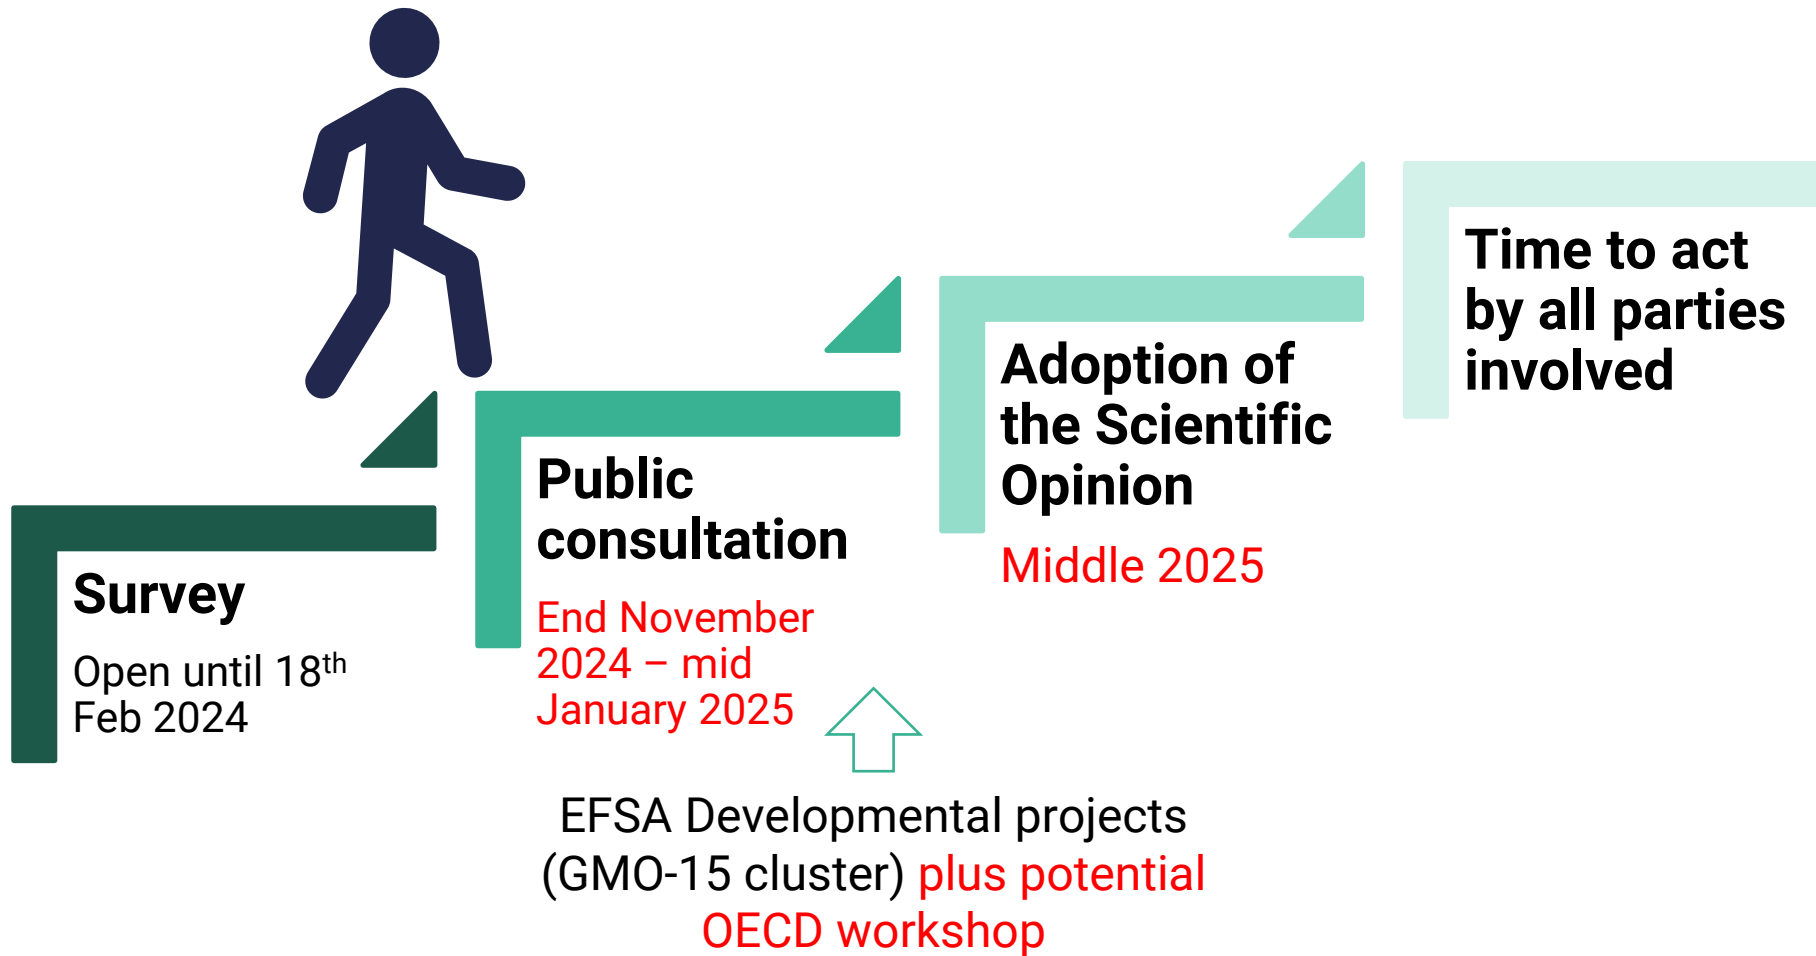 Survey
Open until 18th
Feb 2024
Public
consultation
End November
2024 – mid
January 2025
EFSA Developmental projects
(GMO-15 cluster) plus potential
OECD workshop
Adoption of
the Scientific
Opinion
Middle 2025
Time to act
by all parties
involved